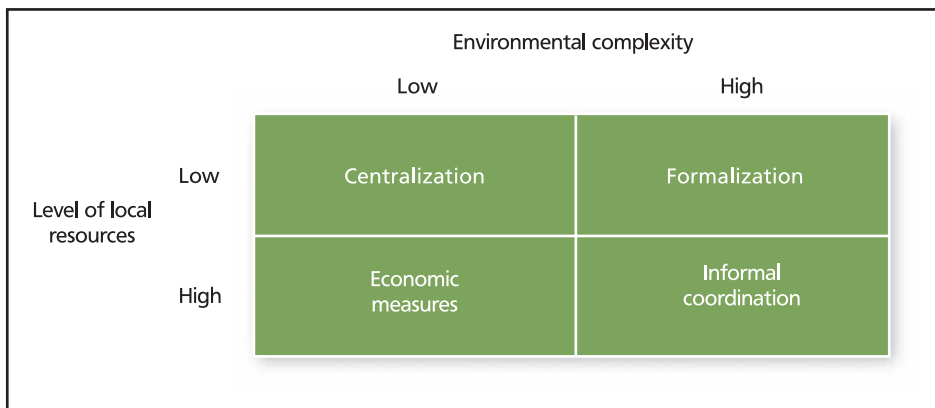 Environmental complexity
Low High
Low Centralization Formalization
Level of local
resources
High Economic
measures
Informal
coordination